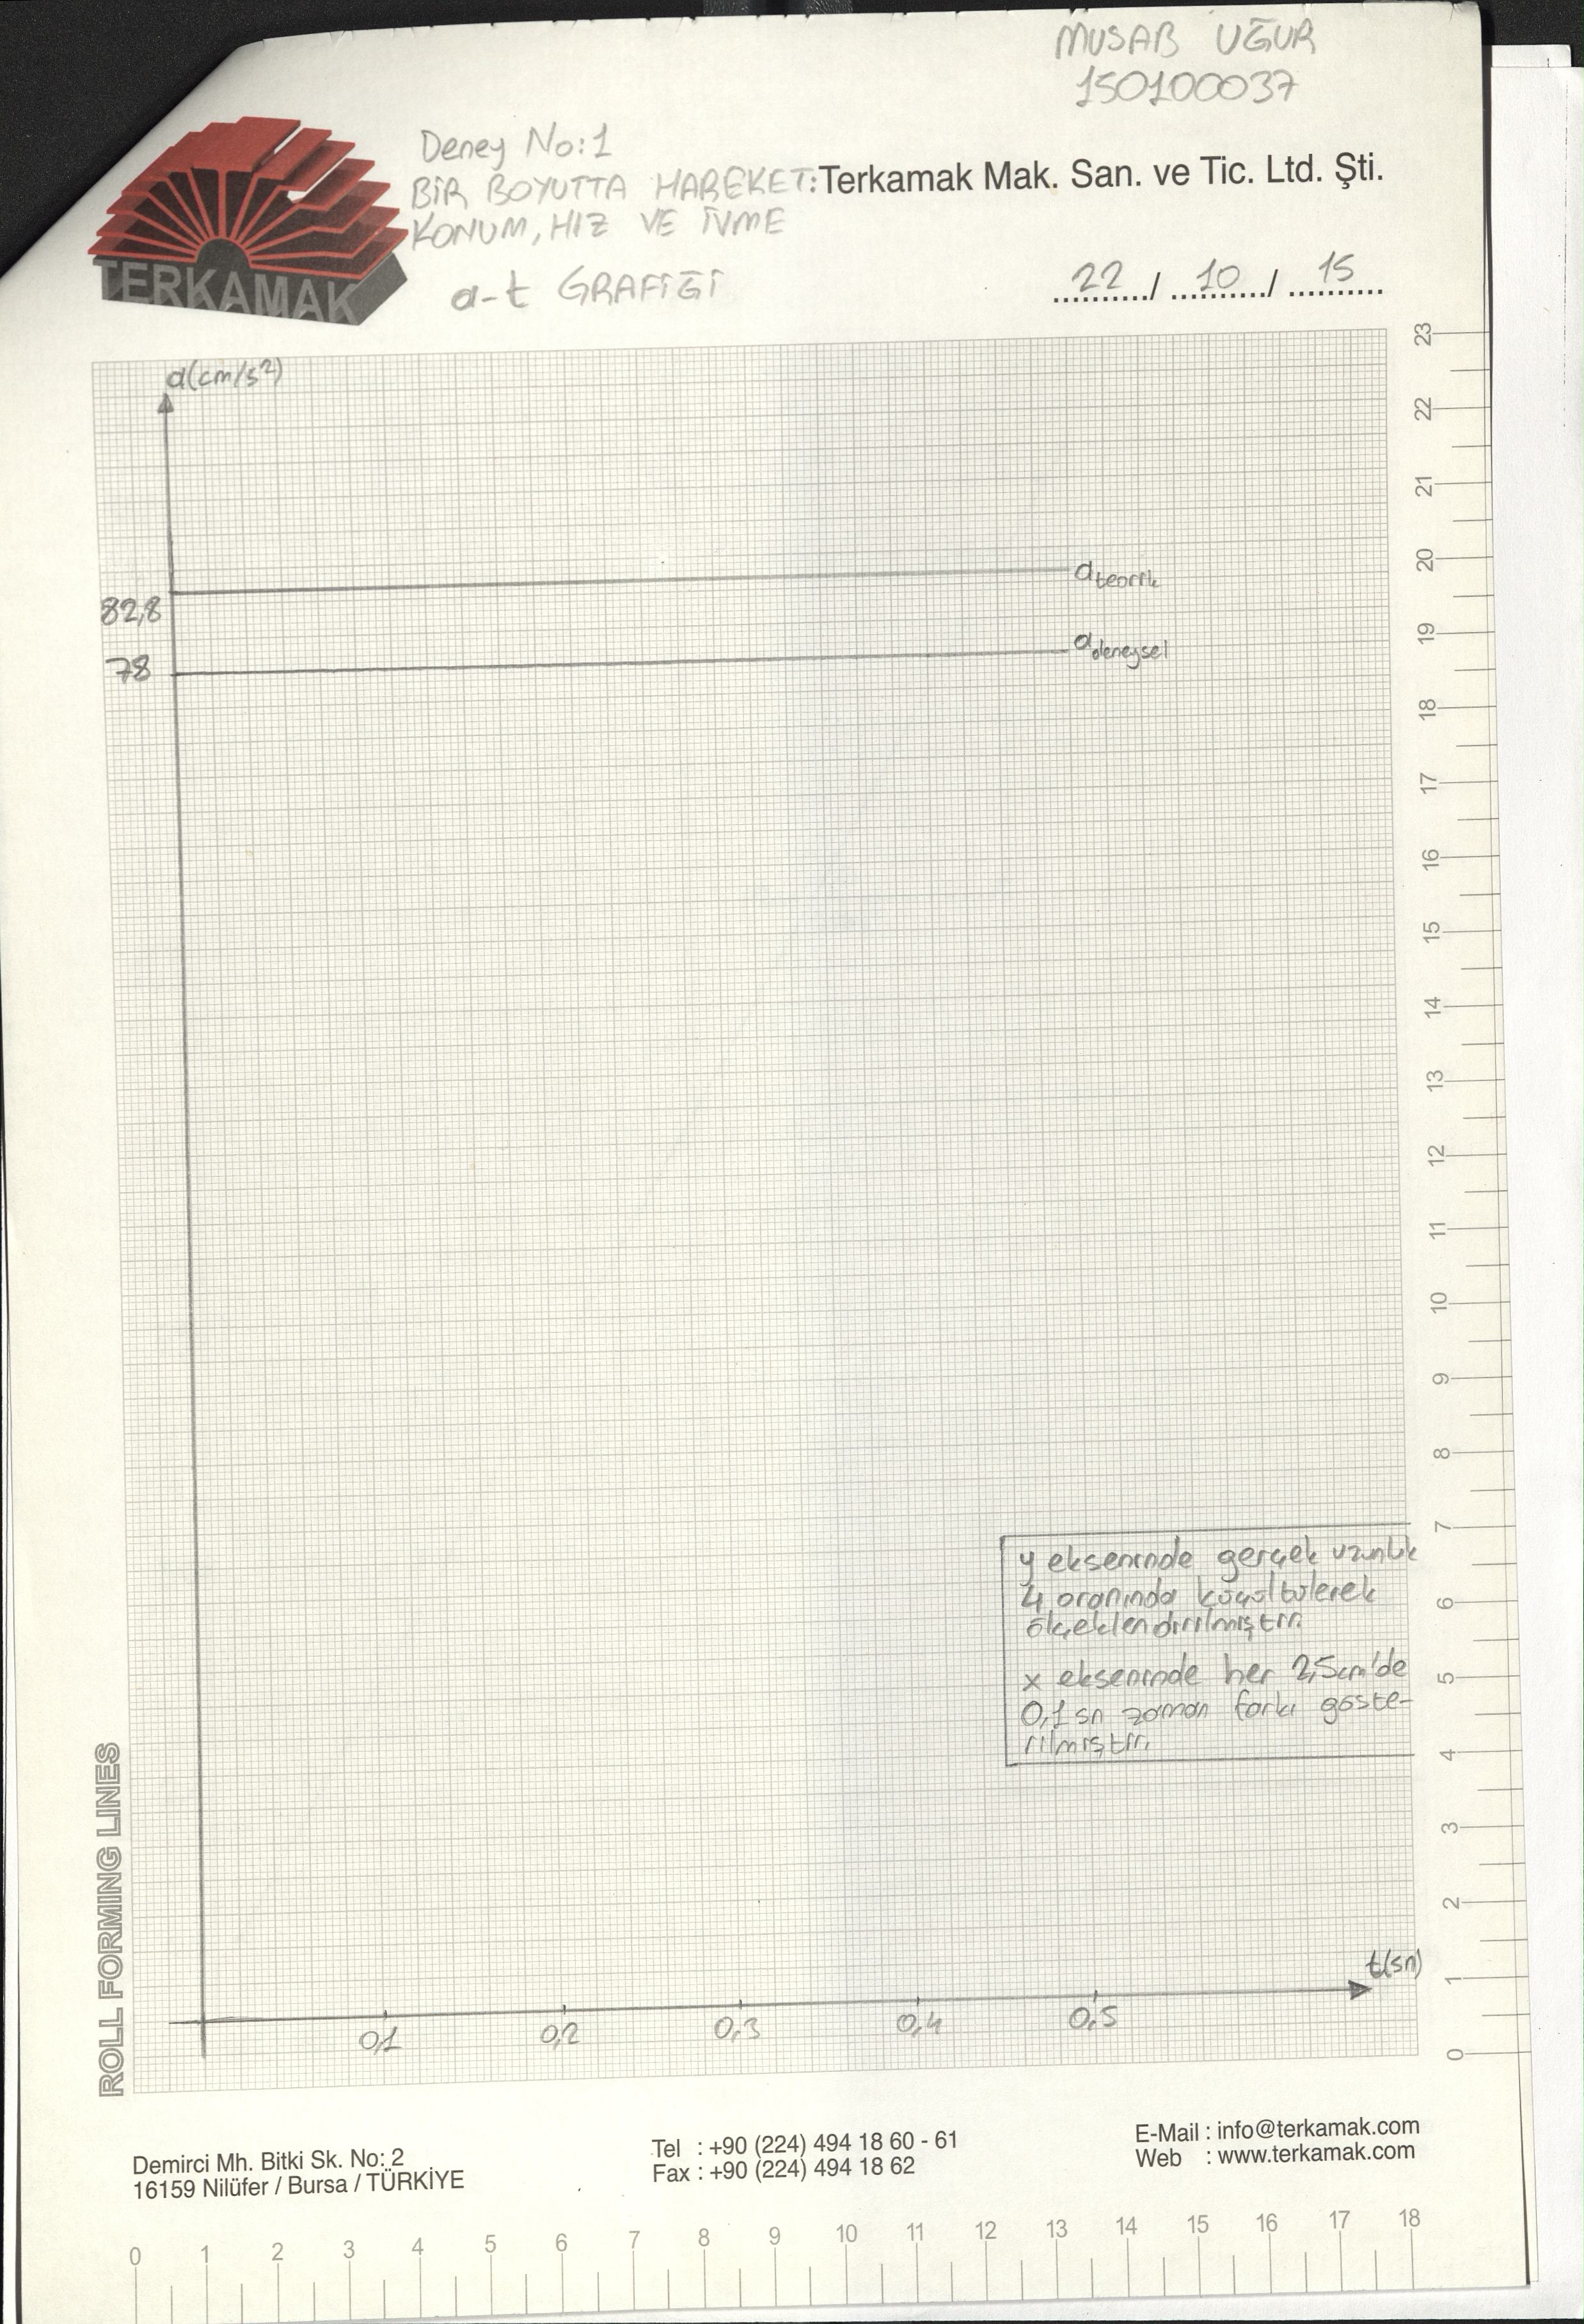 MUSAB UĞUR
150100037
Deney No:1
BİR BOYUTTA HAREKET:
KONUM, HIZ VE İVME
a-t GRAFİĞİ
Terkamak Mak. San. ve Tic. Ltd. Şti.
TERKAMAK
22 / 10 / 15
a(cm/s²)
82,8
78
a teorik
a deneysel
23
22
21
20
19
18
17
16
15
14
13
12
11
10
9
8
7
6
5
4
3
2
1
0
y ekseninde gerçek uzunluk
4 oranında küçültülerek
ölçeklendirilmiştir.
x ekseninde her 2,5cm'de
0,1 sn zaman farkı göste-
rilmiştir.
t(sn)
0,1 0,2 0,3 0,4 0,5
ROLL FORMING LINES
Demirci Mh. Bitki Sk. No: 2
16159 Nilüfer / Bursa / TÜRKİYE
Tel : +90 (224) 494 18 60 - 61
Fax : +90 (224) 494 18 62
E-Mail : info@terkamak.com
Web : www.terkamak.com
0 1 2 3 4 5 6 7 8 9 10 11 12 13 14 15 16 17 18